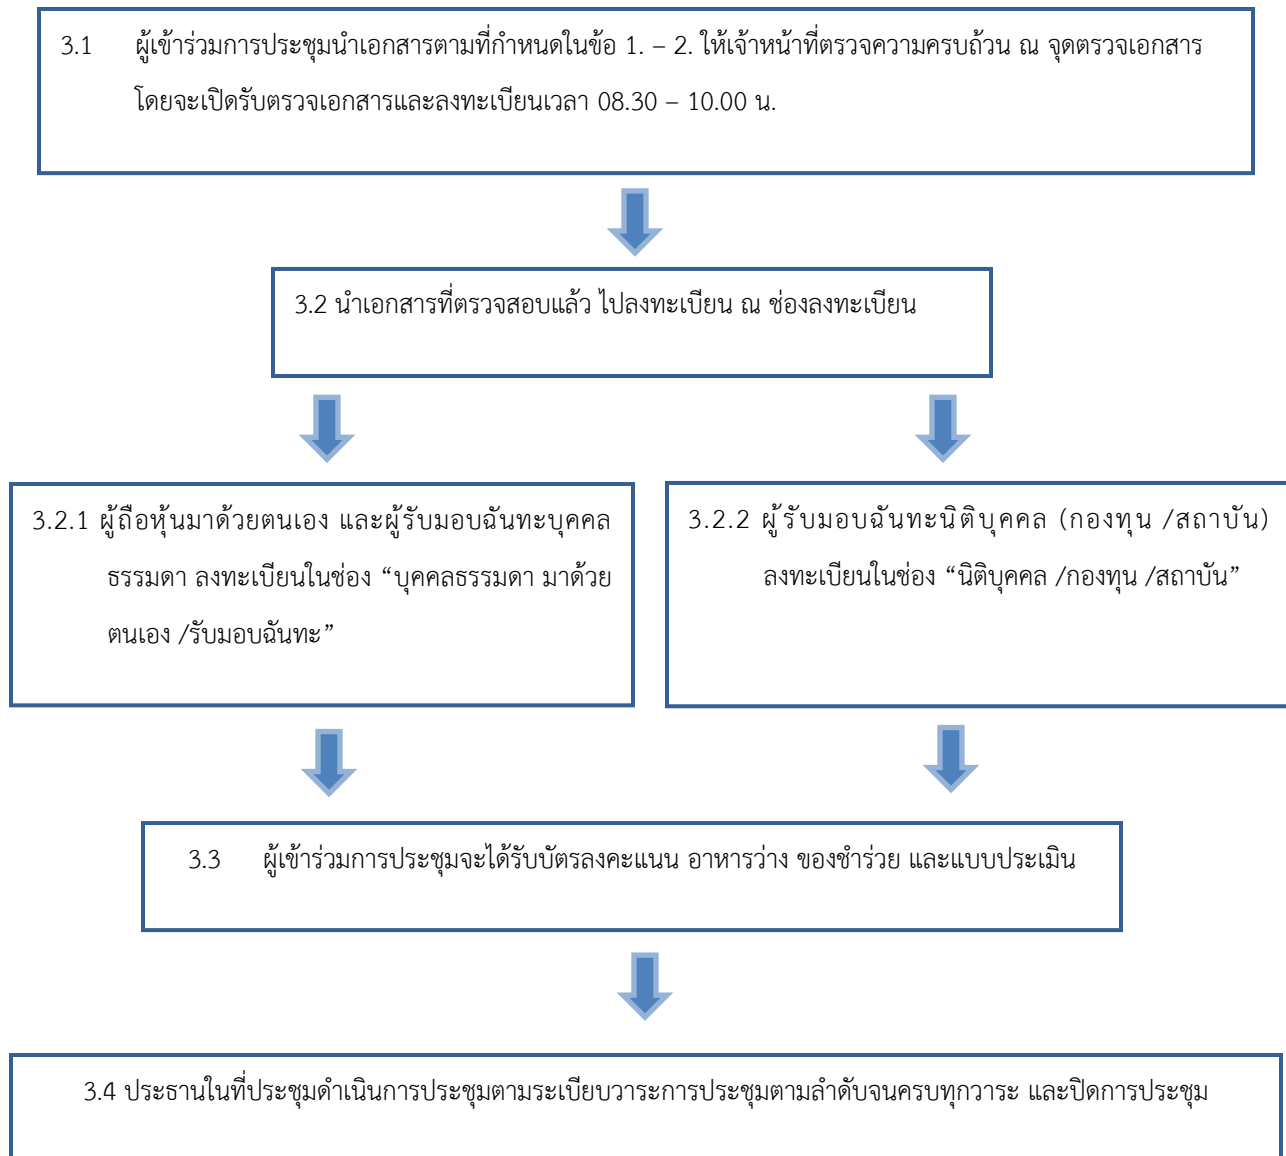 3.1 ผู้เข้าร่วมการประชุมนำเอกสารตามที่กำหนดในข้อ 1. – 2. ให้เจ้าหน้าที่ตรวจความครบถ้วน ณ จุดตรวจเอกสาร
โดยจะเปิดรับตรวจเอกสารและลงทะเบียนเวลา 08.30 – 10.00 น.
3.2 นำเอกสารที่ตรวจสอบแล้ว ไปลงทะเบียน ณ ช่องลงทะเบียน
3.2.1 ผู้ถือหุ้นมาด้วยตนเอง และผู้รับมอบฉันทะบุคคล
ธรรมดา ลงทะเบียนในช่อง “บุคคลธรรมดา มาด้วย
ตนเอง /รับมอบฉันทะ”
3.2.2 ผู้รับมอบฉันทะนิติบุคคล (กองทุน /สถาบัน)
ลงทะเบียนในช่อง “นิติบุคคล /กองทุน /สถาบัน”
3.3 ผู้เข้าร่วมการประชุมจะได้รับบัตรลงคะแนน อาหารว่าง ของชำร่วย และแบบประเมิน
3.4 ประธานในที่ประชุมดำเนินการประชุมตามระเบียบวาระการประชุมตามลำดับจนครบทุกวาระ และปิดการประชุม